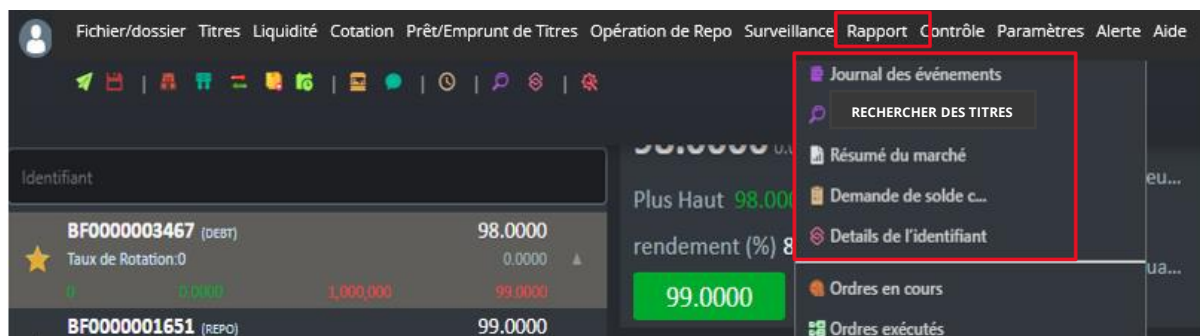 Fichier/dossier Titres Liquidité Cotation Prêt/Emprunt de Titres Opération de Repo Surveillance Rapport Contrôle Paramètres Alerte Aide
Journal des événements
RECHERCHER DES TITRES
Résumé du marché
Demande de solde c...
Details de l'identifiant
Ordres en cours
Ordres exécutés
Identifiant
BF0000003467 (DEBT) 98.0000
Taux de Rotation:0 0.0000
0 0.0000 1,000,000 99.0000
BF0000001651 (REPO) 99.0000
98.0000
Plus Haut 98.000
rendement (%) 8
99.0000
eu...
ua...